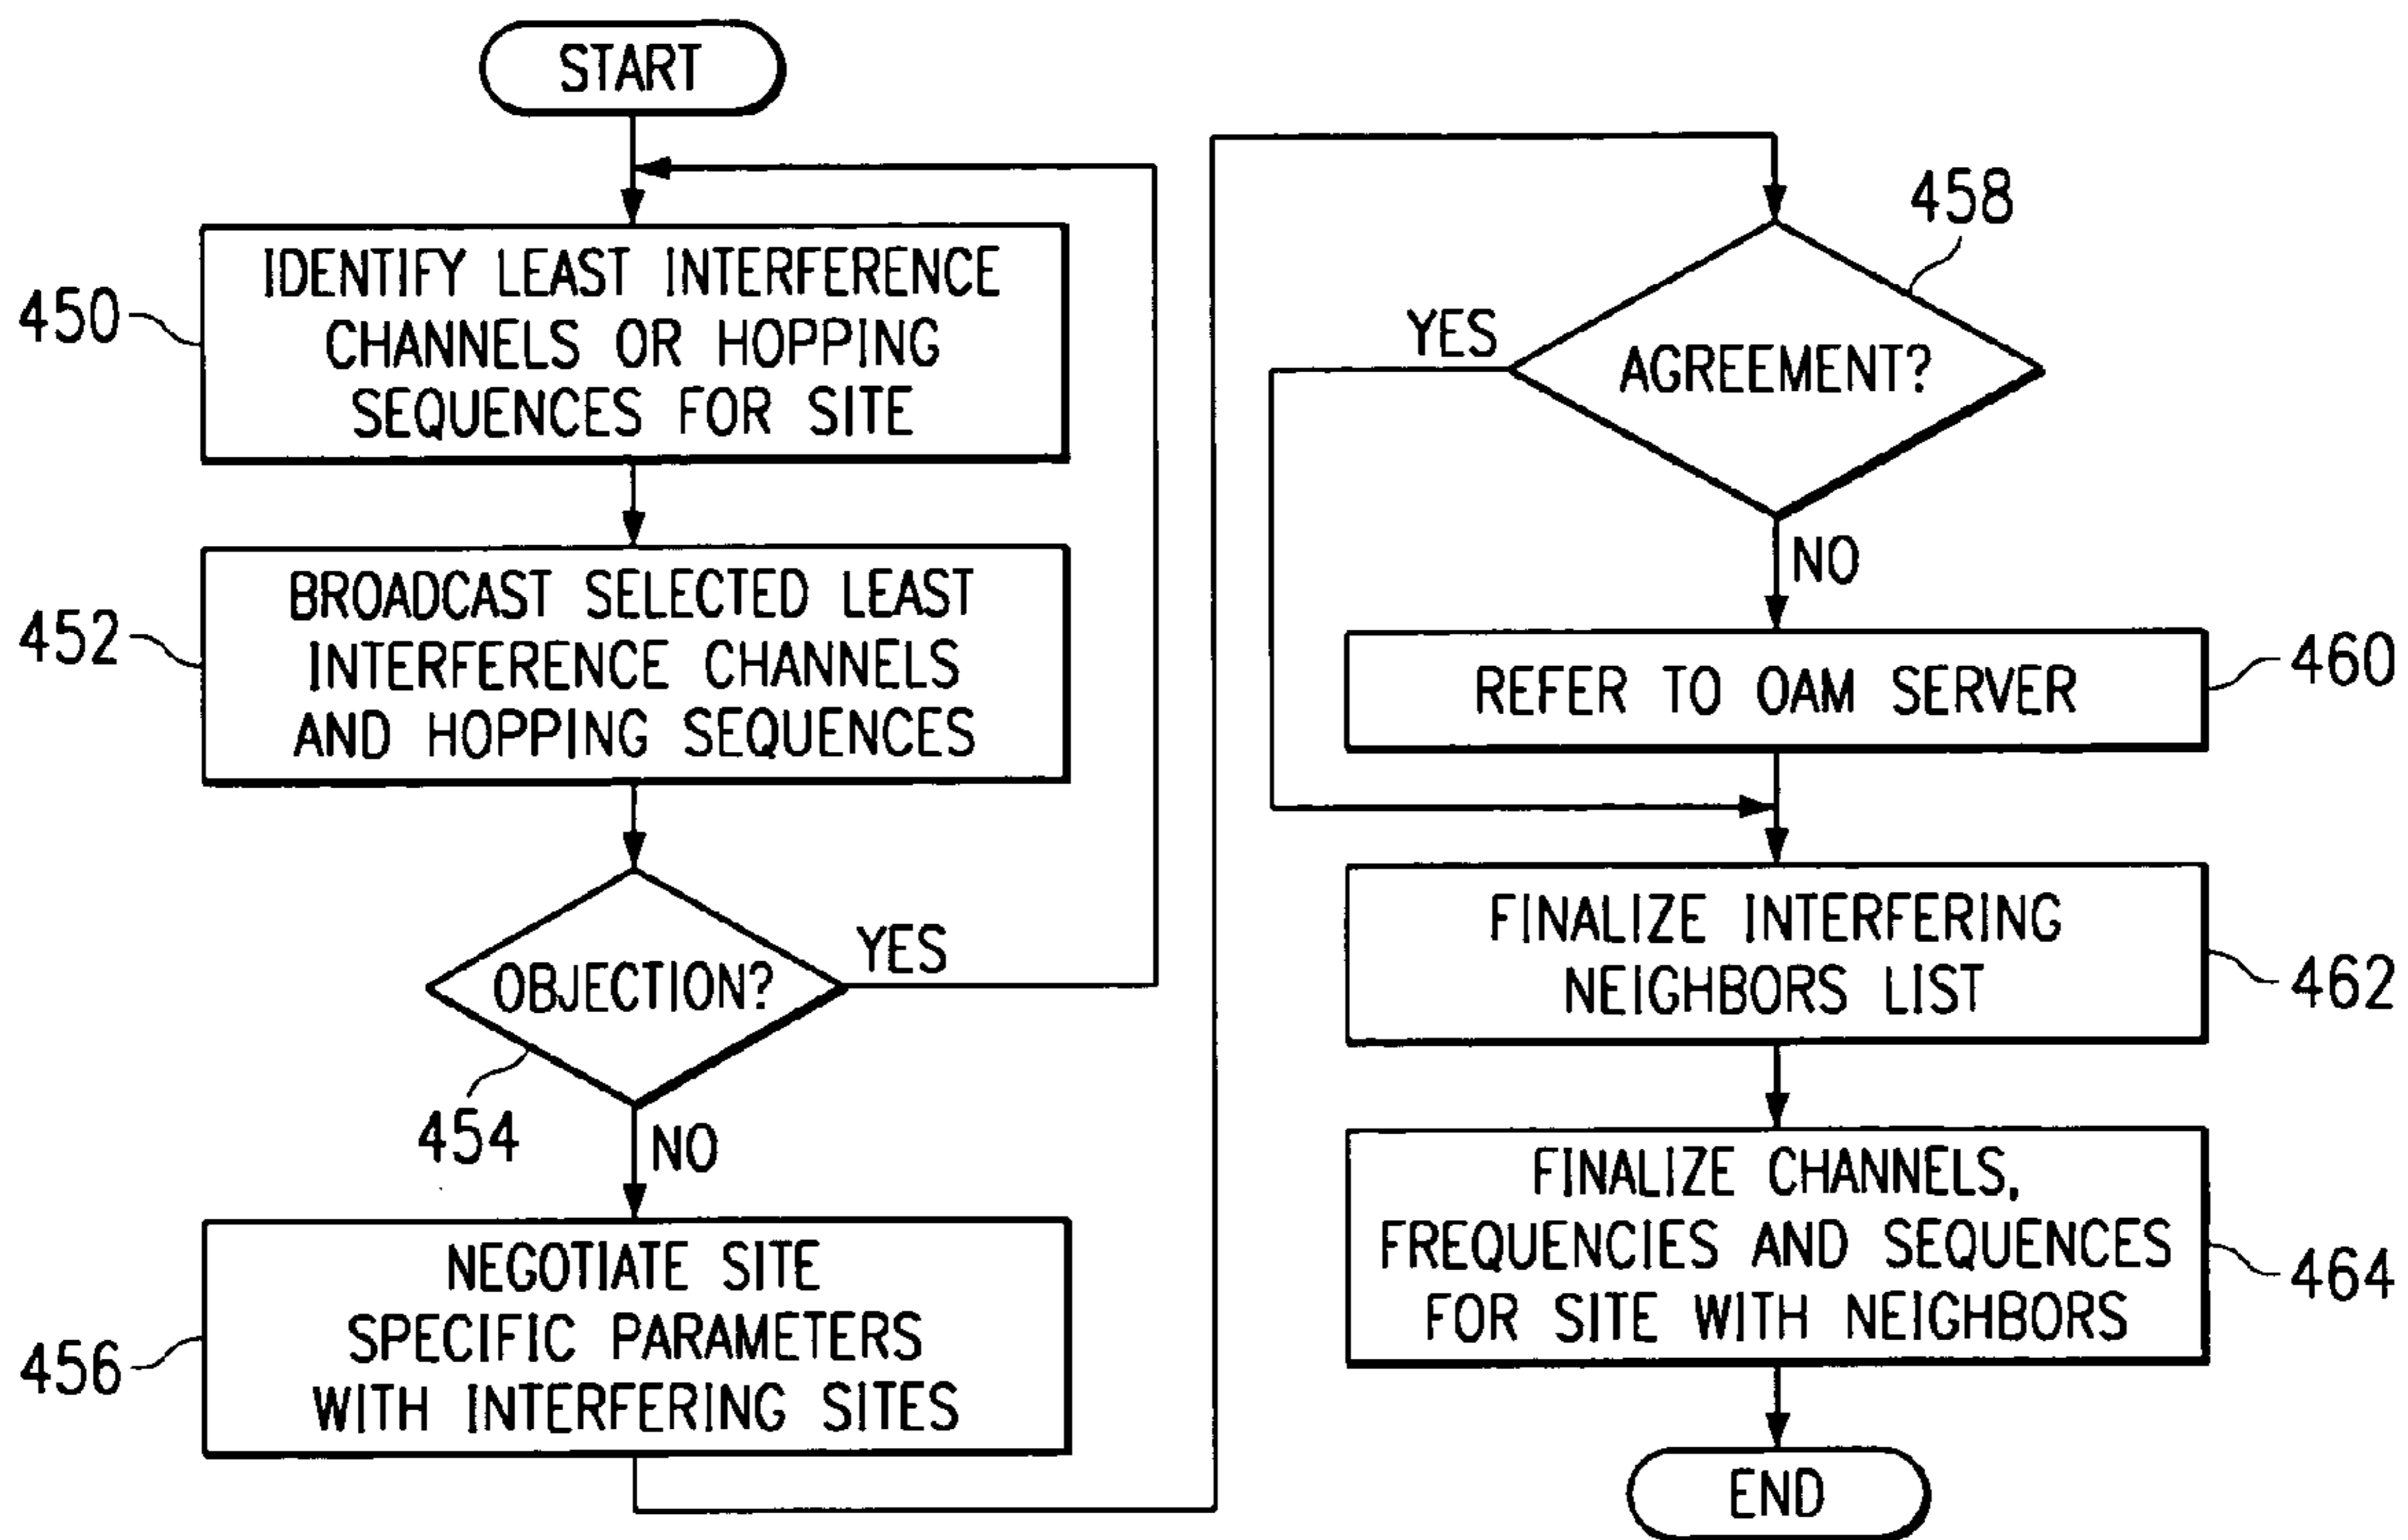 START
450
IDENTIFY LEAST INTERFERENCE
CHANNELS OR HOPPING
SEQUENCES FOR SITE
452
BROADCAST SELECTED LEAST
INTERFERENCE CHANNELS
AND HOPPING SEQUENCES
OBJECTION?
YES
454
NO
456
NEGOTIATE SITE
SPECIFIC PARAMETERS
WITH INTERFERING SITES
458
YES
AGREEMENT?
NO
REFER TO OAM SERVER
460
FINALIZE INTERFERING
NEIGHBORS LIST
462
FINALIZE CHANNELS,
FREQUENCIES AND SEQUENCES
FOR SITE WITH NEIGHBORS
464
END